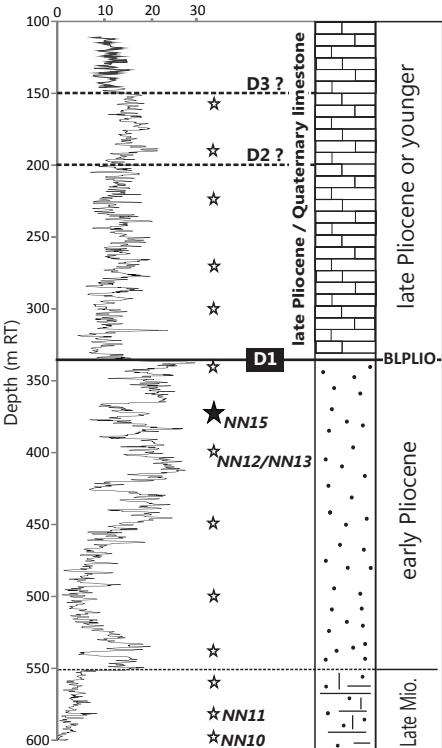 0 10 20 30
100
150
200
250
300
350
400
450
500
550
600
Depth (m RT)
D3 ?
D2 ?
D1
BLPLIO
NN15
NN12/NN13
NN11
NN10
late Pliocene / Quaternary limestone
late Pliocene or younger
early Pliocene
Late Mio.